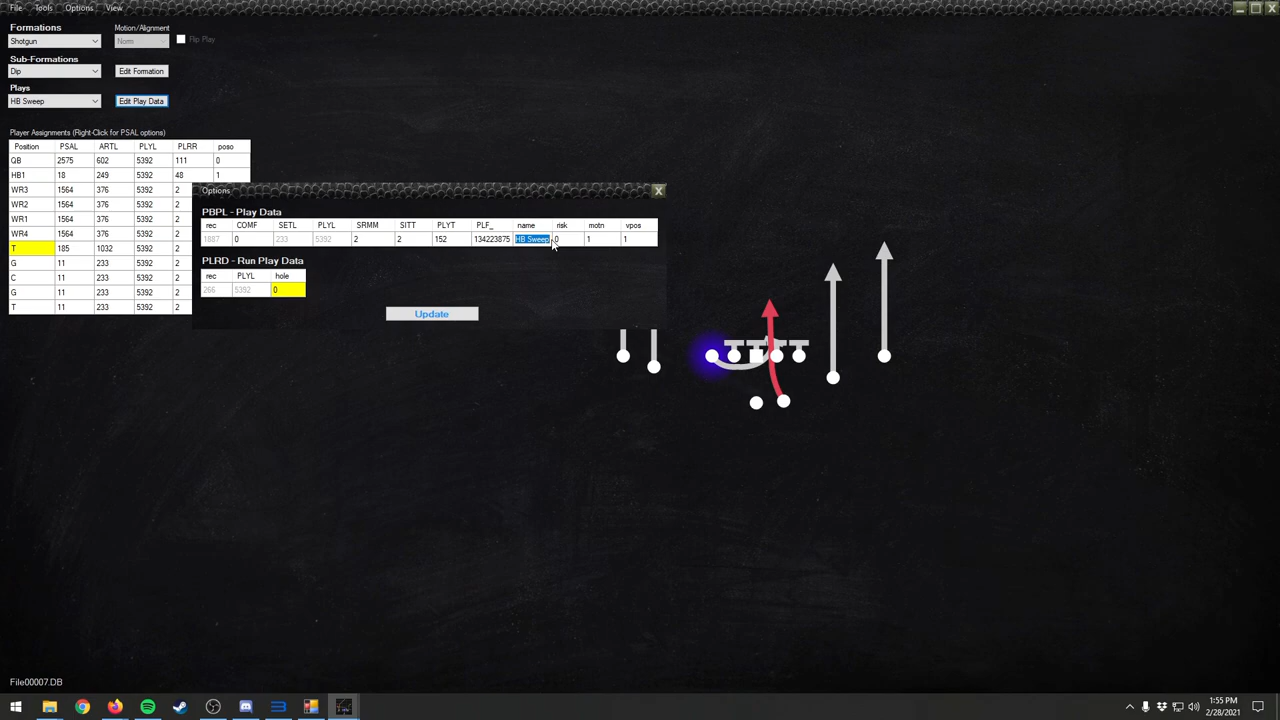 File Tools Options View
Formations Motion/Alignment
Shotgun Norm Flip Play
Sub-Formations
Dip Edit Formation
Plays
HB Sweep Edit Play Data
Player Assignments (Right-Click for PSAL options)
Position PSAL ARTL PLYL PLRR poso
QB 2575 602 5392 111 0
HB1 18 249 5392 48 1
WR3 1564 376 5392 2
WR2 1564 376 5392 2
WR1 1564 376 5392 2
WR4 1564 376 5392 2
T 185 1032 5392 2
G 11 233 5392 2
C 11 233 5392 2
G 11 233 5392 2
T 11 233 5392 2
Options X
PBPL - Play Data
rec COMF SETL PLYL SRMM SITT PLYT PLF_ name risk motn vpos
1887 0 233 5392 2 2 152 134223875 HB Sweep 0 1 1
PLRD - Run Play Data
rec PLYL hole
266 5392 0
Update
File00007.DB
1:55 PM
2/28/2021